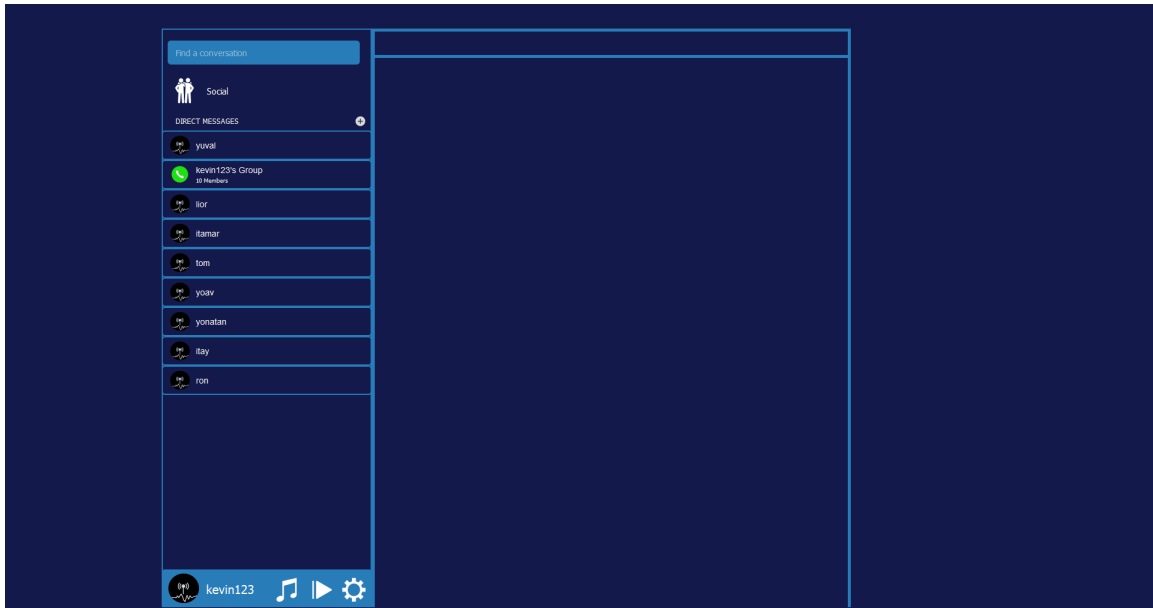 Find a conversation
Social
DIRECT MESSAGES
yuval
kevin123's Group
10 Members
lior
itamar
tom
yoav
yonatan
itay
ron
kevin123